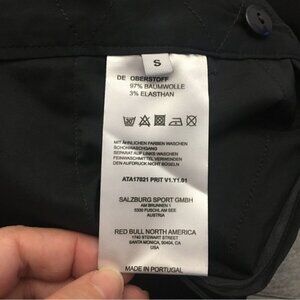 S
DE OBERSTOFF
97% BAUMWOLLE
3% ELASTHAN
MIT ÄHNLICHEN FARBEN WASCHEN
SCHONWASCHGANG
SEPARAT AUF LINKS WASCHEN
FEINWASCHMITTEL VERWENDEN
DEN AUFDRUCK NICHT BÜGELN
ATA17021 PRIT V1.Y1.01
SALZBURG SPORT GMBH
AM BRUNNEN 1
5330 FUSCHL AM SEE
AUSTRIA
RED BULL NORTH AMERICA
1740 STEWART STREET
SANTA MONICA, 90404, CA
USA
MADE IN PORTUGAL